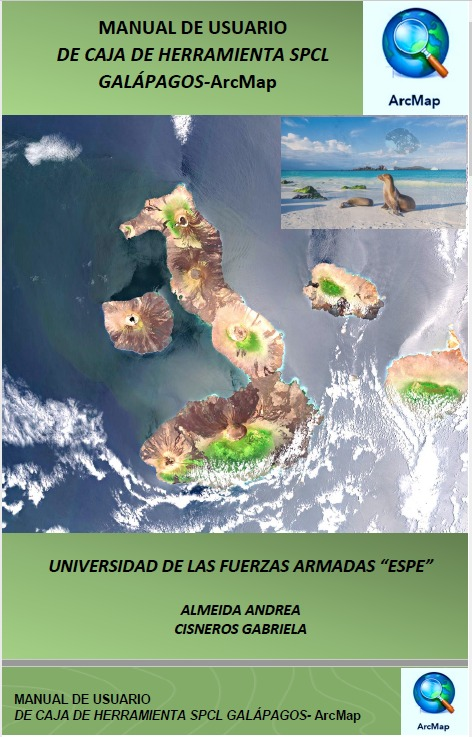 MANUAL DE USUARIO
DE CAJA DE HERRAMIENTA SPCL
GALÁPAGOS-ArcMap
ArcMap
UNIVERSIDAD DE LAS FUERZAS ARMADAS “ESPE”
ALMEIDA ANDREA
CISNEROS GABRIELA
MANUAL DE USUARIO
DE CAJA DE HERRAMIENTA SPCL GALÁPAGOS- ArcMap
ArcMap